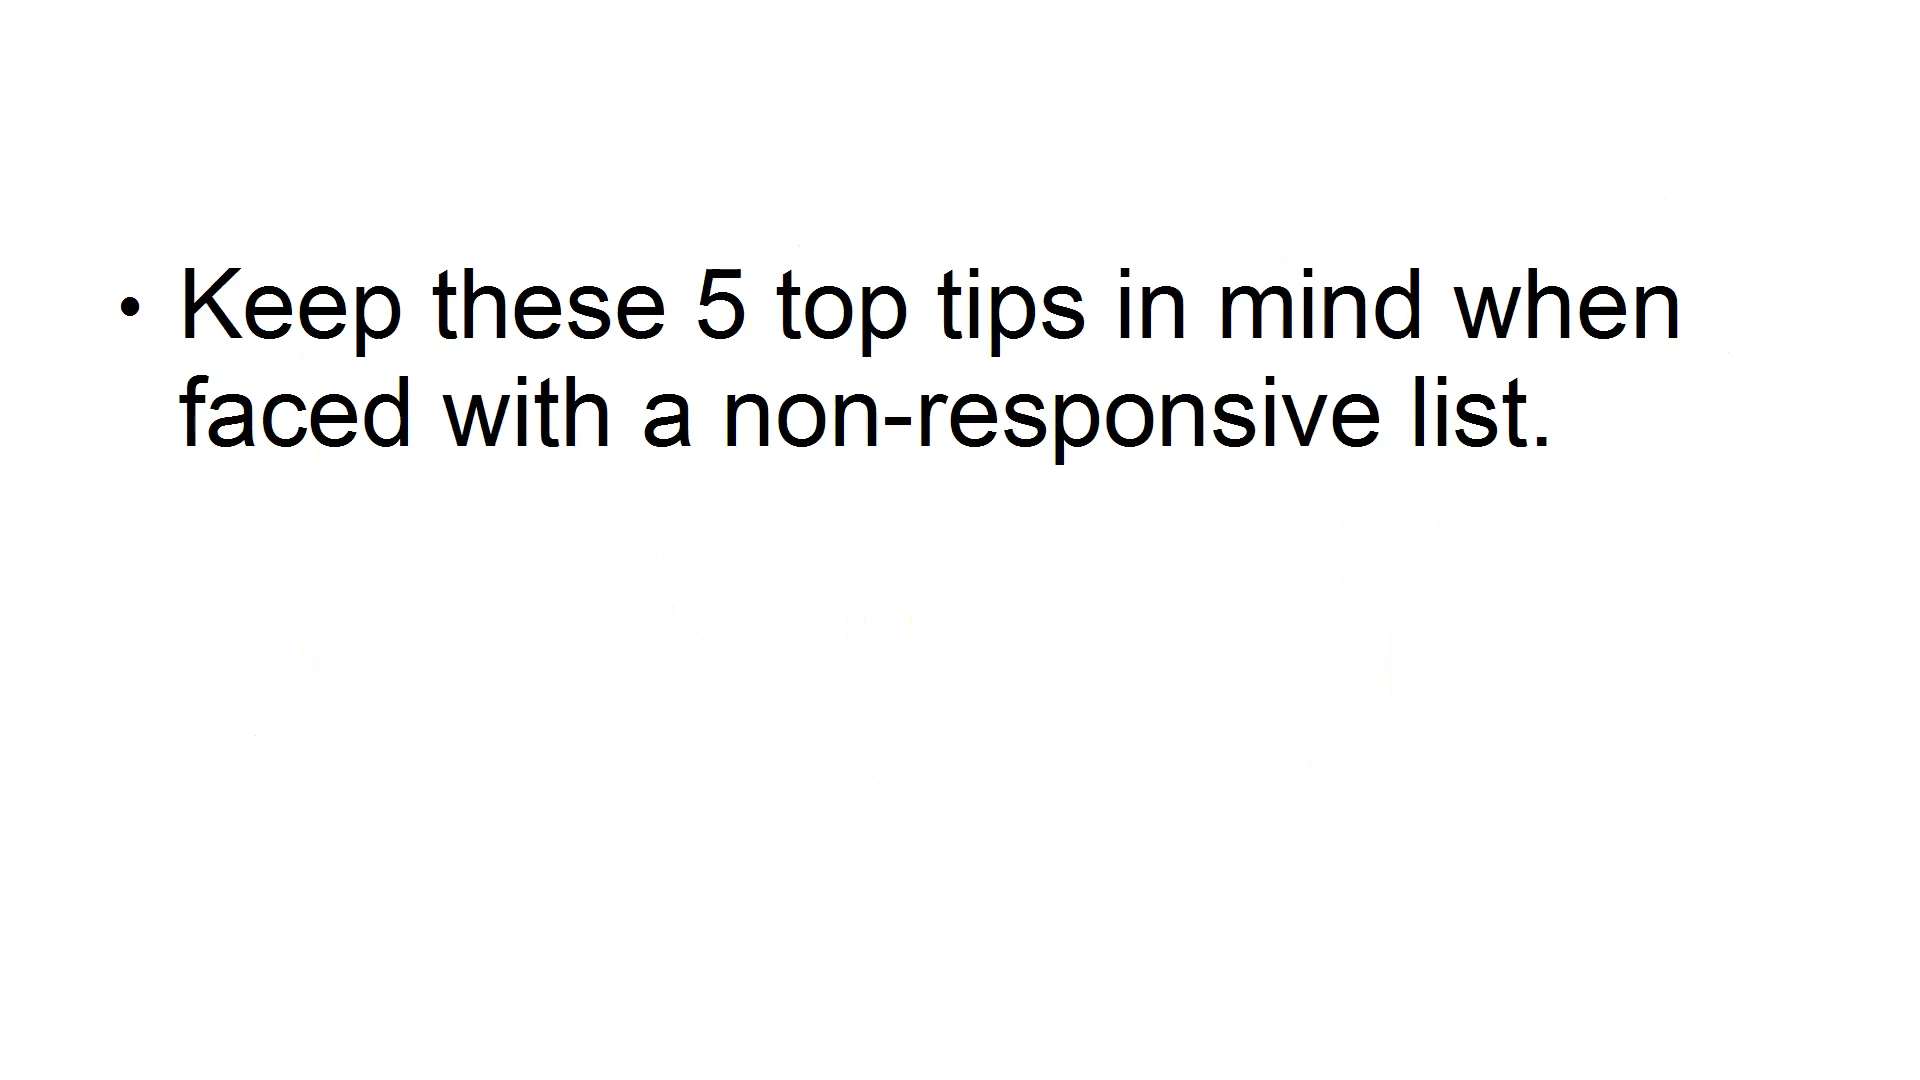 • Keep these 5 top tips in mind when
faced with a non-responsive list.